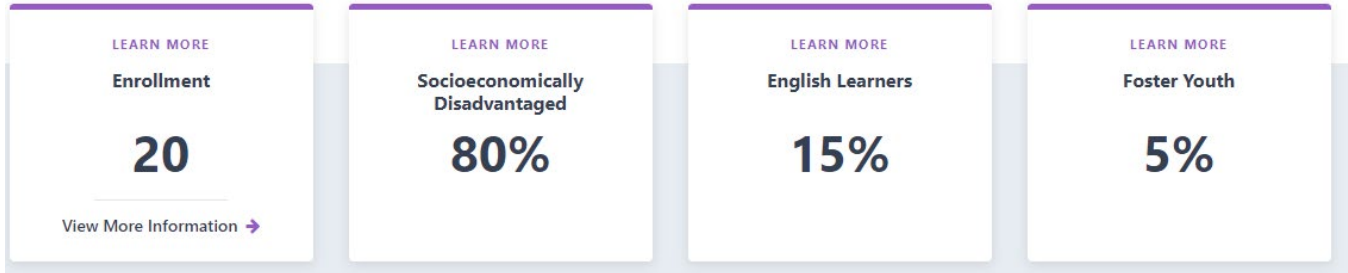 LEARN MORE
Enrollment
20
View More Information
LEARN MORE
Socioeconomically
Disadvantaged
80%
LEARN MORE
English Learners
15%
LEARN MORE
Foster Youth
5%